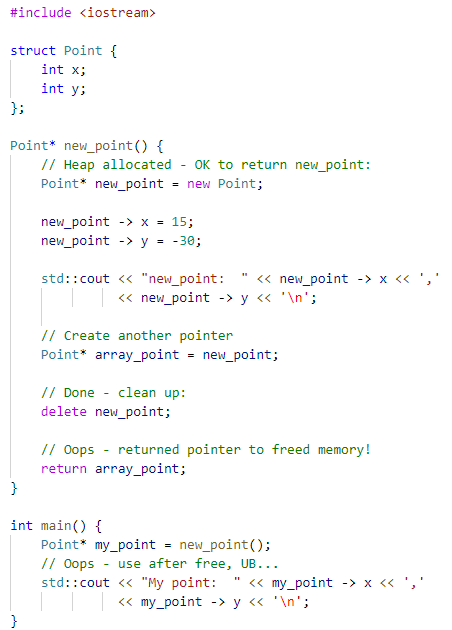 #include <iostream>
struct Point {
int x;
int y;
};
Point* new_point() {
// Heap allocated - OK to return new_point:
Point* new_point = new Point;
new_point -> x = 15;
new_point -> y = -30;
std::cout << "new_point:  " << new_point -> x << ','
<< new_point -> y << '\n';
// Create another pointer
Point* array_point = new_point;
// Done - clean up:
delete new_point;
// Oops - returned pointer to freed memory!
return array_point;
}
int main() {
Point* my_point = new_point();
// Oops - use after free, UB...
std::cout << "My point:  " << my_point -> x << ','
<< my_point -> y << '\n';
}